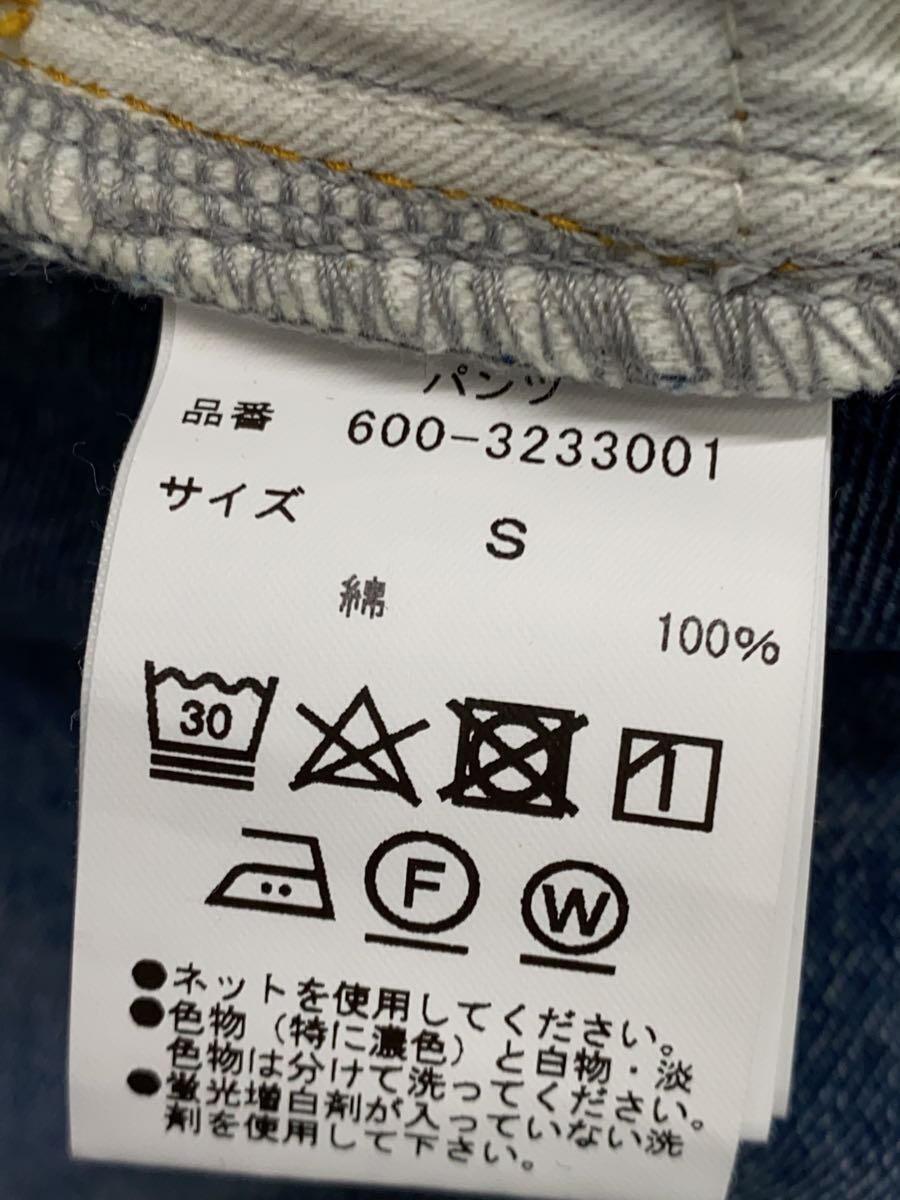 パンツ
品番 600-3233001
サイズ S
綿 100%
30
F W
●ネットを使用してください。
●色物(特に濃色)と白物・淡
色物は分けて洗ってください。
●蛍光増白剤が入っていない洗
剤を使用して下さい。